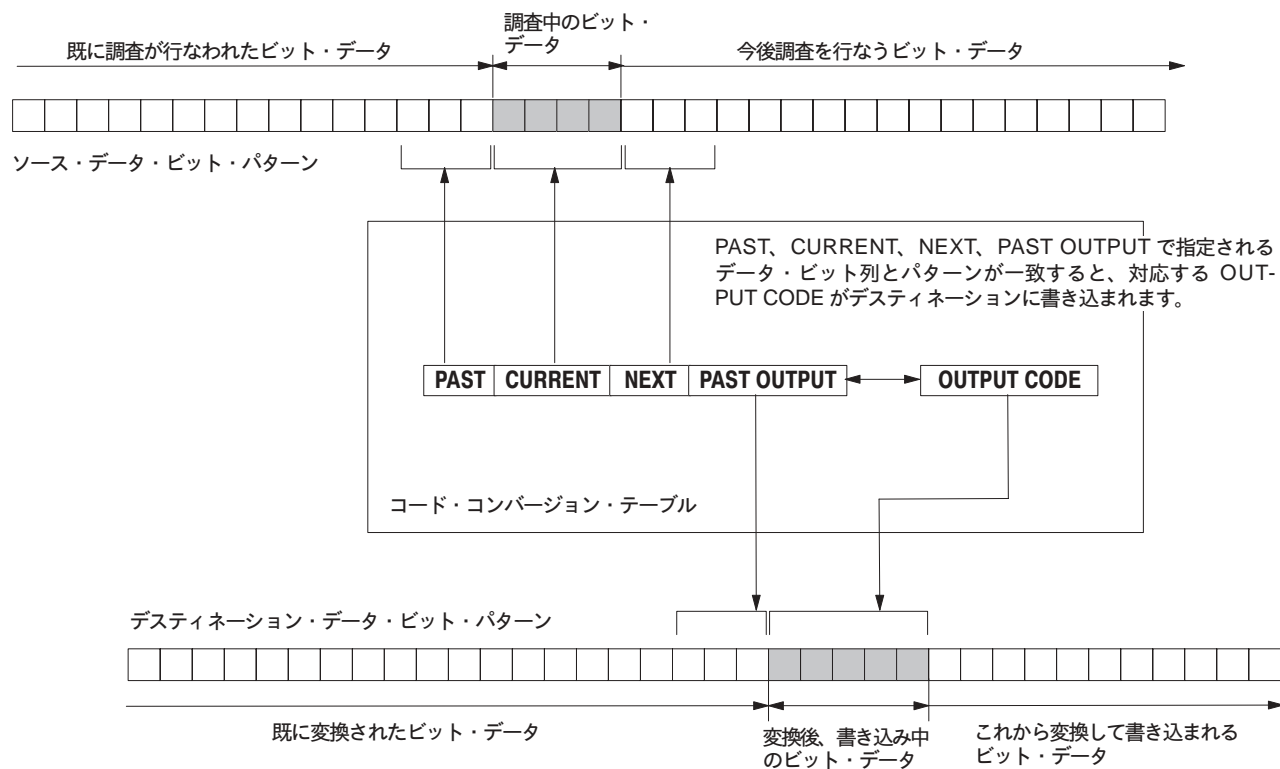 調査中のビット・
データ
既に調査が行なわれたビット・データ
今後調査を行なうビット・データ
ソース・データ・ビット・パターン
PAST、CURRENT、NEXT、PAST OUTPUT で指定される
データ・ビット列とパターンが一致すると、対応する OUT-
PUT CODE がデスティネーションに書き込まれます。
PAST CURRENT NEXT PAST OUTPUT OUTPUT CODE
コード・コンバージョン・テーブル
デスティネーション・データ・ビット・パターン
既に変換されたビット・データ
変換後、書き込み中
のビット・データ
これから変換して書き込まれる
ビット・データ